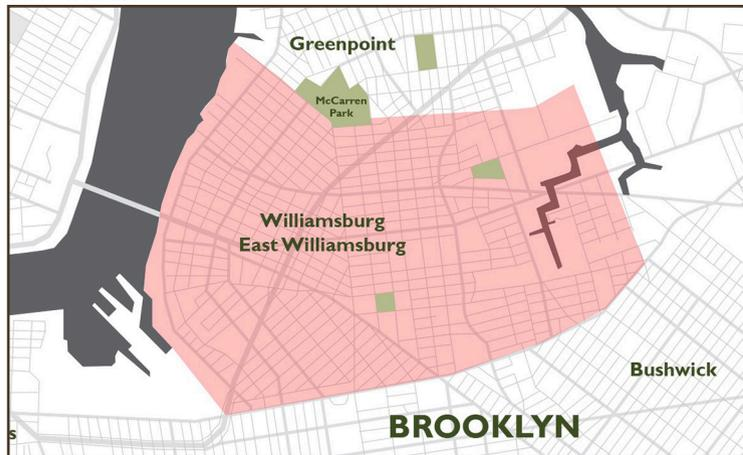 Greenpoint
McCarren
Park
Williamsburg
East Williamsburg
Bushwick
BROOKLYN
s